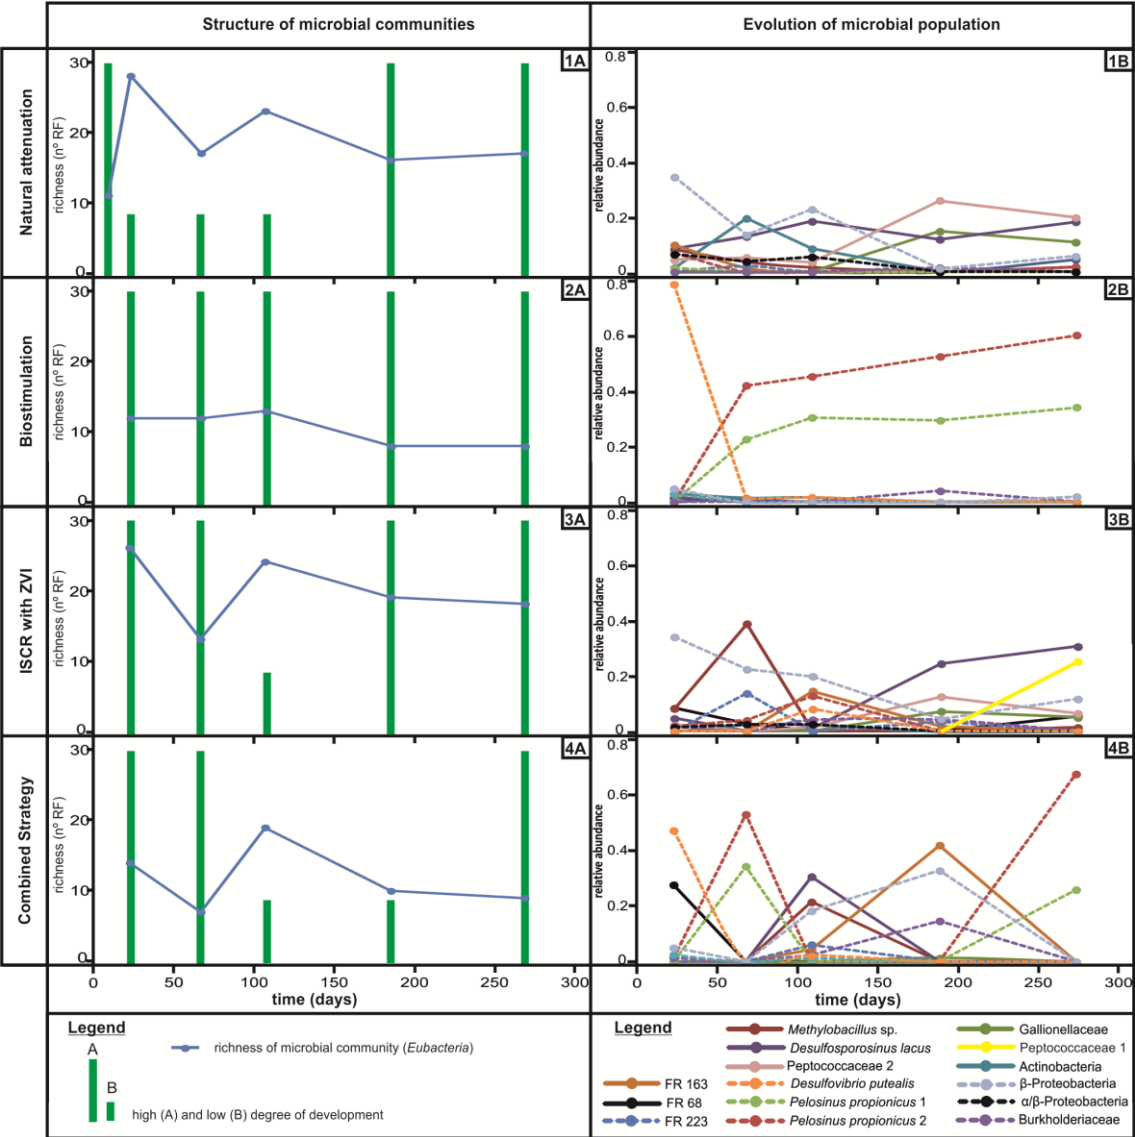 Structure of microbial communities
Evolution of microbial population
Natural attenuation
richness (nº RF)
30
20
10
0
1A
relative abundance
0.8
0.6
0.4
0.2
0
1B
Biostimulation
richness (nº RF)
30
20
10
0
2A
relative abundance
0.8
0.6
0.4
0.2
0
2B
ISCR with ZVI
richness (nº RF)
30
20
10
0
3A
relative abundance
0.8
0.6
0.4
0.2
0
3B
Combined Strategy
richness (nº RF)
30
20
10
0
4A
relative abundance
0.8
0.6
0.4
0.2
0
4B
0 50 100 150 200 250 300
time (days)
0 50 100 150 200 250 300
time (days)
Legend
A
B
richness of microbial community (Eubacteria)
high (A) and low (B) degree of development
Legend
FR 163
FR 68
FR 223
Methylobacillus sp.
Desulfosporosinus lacus
Peptococcaceae 2
Desulfovibrio putealis
Pelosinus propionicus 1
Pelosinus propionicus 2
Gallionellaceae
Peptococcaceae 1
Actinobacteria
β-Proteobacteria
α/β-Proteobacteria
Burkholderiaceae